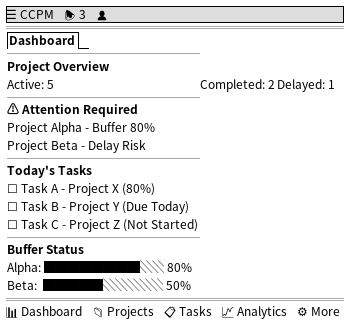 ☰ CCPM 3
Dashboard
Project Overview
Active: 5 Completed: 2 Delayed: 1
⚠ Attention Required
Project Alpha - Buffer 80%
Project Beta - Delay Risk
Today's Tasks
☐ Task A - Project X (80%)
☐ Task B - Project Y (Due Today)
☐ Task C - Project Z (Not Started)
Buffer Status
Alpha: 80%
Beta: 50%
Dashboard Projects Tasks Analytics More